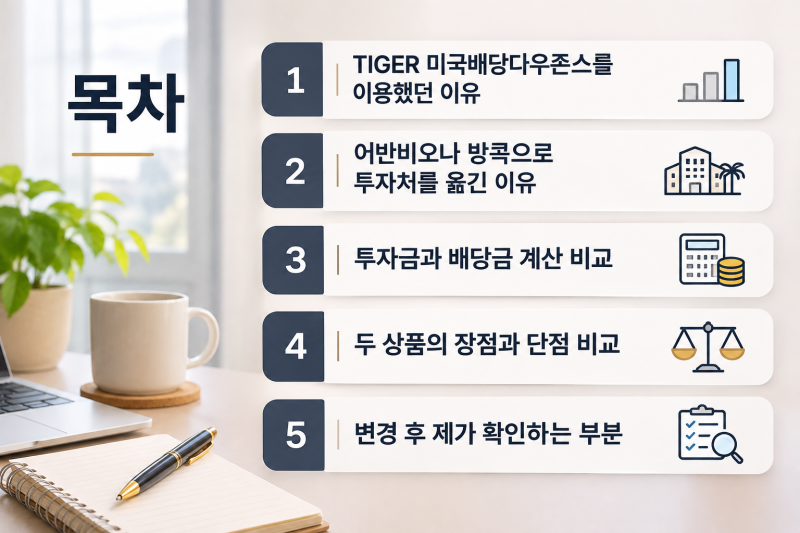 목차
1
TIGER 미국배당다우존스를
이용했던 이유
2
어반비오나 방콕으로
투자처를 옮긴 이유
3
투자금과 배당금 계산 비교
4
두 상품의 장점과 단점 비교
5
변경 후 제가 확인하는 부분